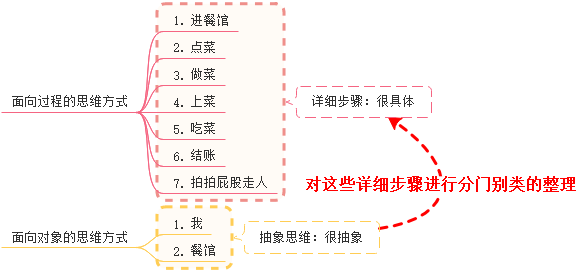 面向过程的思维方式
1. 进餐馆
2. 点菜
3. 做菜
4. 上菜
5. 吃菜
6. 结账
7. 拍拍屁股走人
详细步骤：很具体
对这些详细步骤进行分门别类的整理
面向对象的思维方式
1. 我
2. 餐馆
抽象思维：很抽象